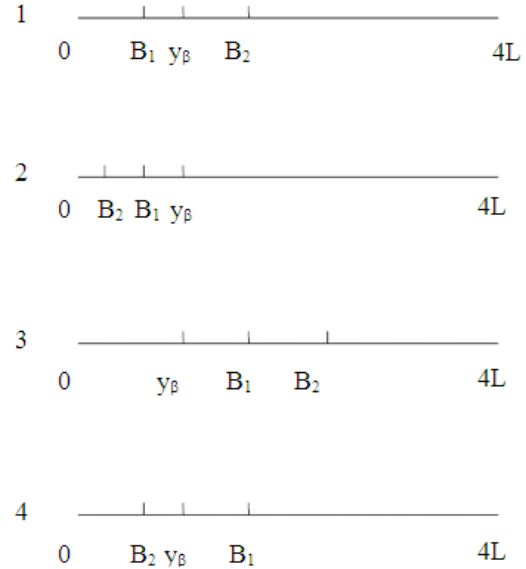 1
0 B₁ yᵦ B₂ 4L
2
0 B₂ B₁ yᵦ 4L
3
0 yᵦ B₁ B₂ 4L
4
0 B₂ yᵦ B₁ 4L